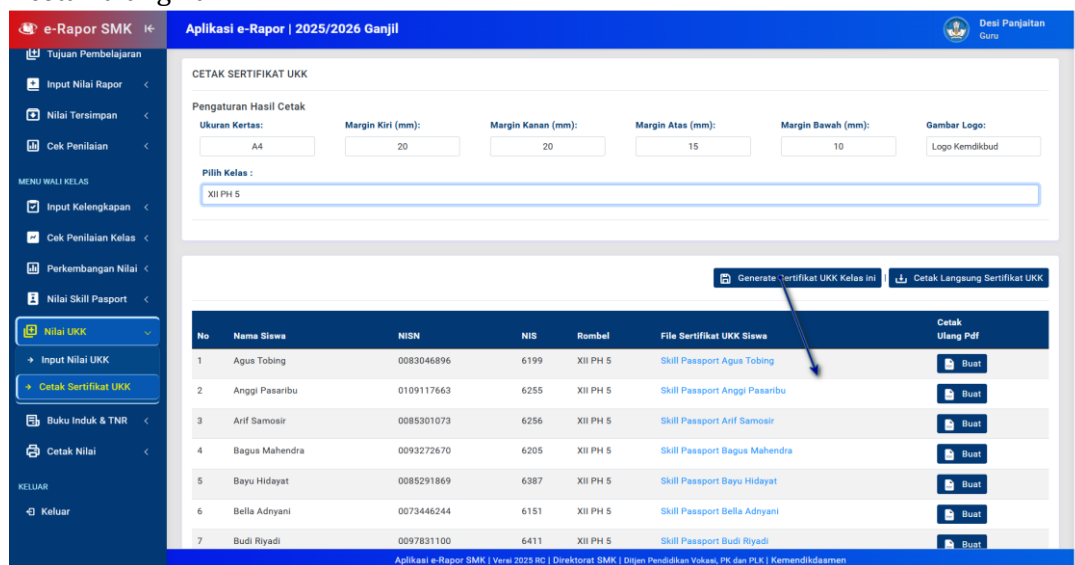 e-Rapor SMK
Aplikasi e-Rapor | 2025/2026 Ganjil
Desi Panjaitan
Guru
Tujuan Pembelajaran
Input Nilai Rapor
Nilai Tersimpan
Cek Penilaian
MENU WALI KELAS
Input Kelengkapan
Cek Penilaian Kelas
Perkembangan Nilai
Nilai Skill Pasport
Nilai UKK
Input Nilai UKK
Cetak Sertifikat UKK
Buku Induk & TNR
Cetak Nilai
KELUAR
Keluar
CETAK SERTIFIKAT UKK
Pengaturan Hasil Cetak
Ukuran Kertas: Margin Kiri (mm): Margin Kanan (mm): Margin Atas (mm): Margin Bawah (mm): Gambar Logo:
A4 20 20 15 10 Logo Kemdikbud
Pilih Kelas :
XII PH 5
Generate Sertifikat UKK Kelas ini | Cetak Langsung Sertifikat UKK
No Nama Siswa NISN NIS Rombel File Sertifikat UKK Siswa Cetak Ulang Pdf
1 Agus Tobing 0083046896 6199 XII PH 5 Skill Passport Agus Tobing Buat
2 Anggi Pasaribu 0109117663 6255 XII PH 5 Skill Passport Anggi Pasaribu Buat
3 Arif Samosir 0085301073 6256 XII PH 5 Skill Passport Arif Samosir Buat
4 Bagus Mahendra 0093272670 6205 XII PH 5 Skill Passport Bagus Mahendra Buat
5 Bayu Hidayat 0085291869 6387 XII PH 5 Skill Passport Bayu Hidayat Buat
6 Bella Adnyani 0073446244 6151 XII PH 5 Skill Passport Bella Adnyani Buat
7 Budi Riyadi 0097831100 6411 XII PH 5 Skill Passport Budi Riyadi Buat
Aplikasi e-Rapor SMK | Versi 2025 RC | Direktorat SMK | Ditjen Pendidikan Vokasi, PK dan PLK | Kemendikdasmen